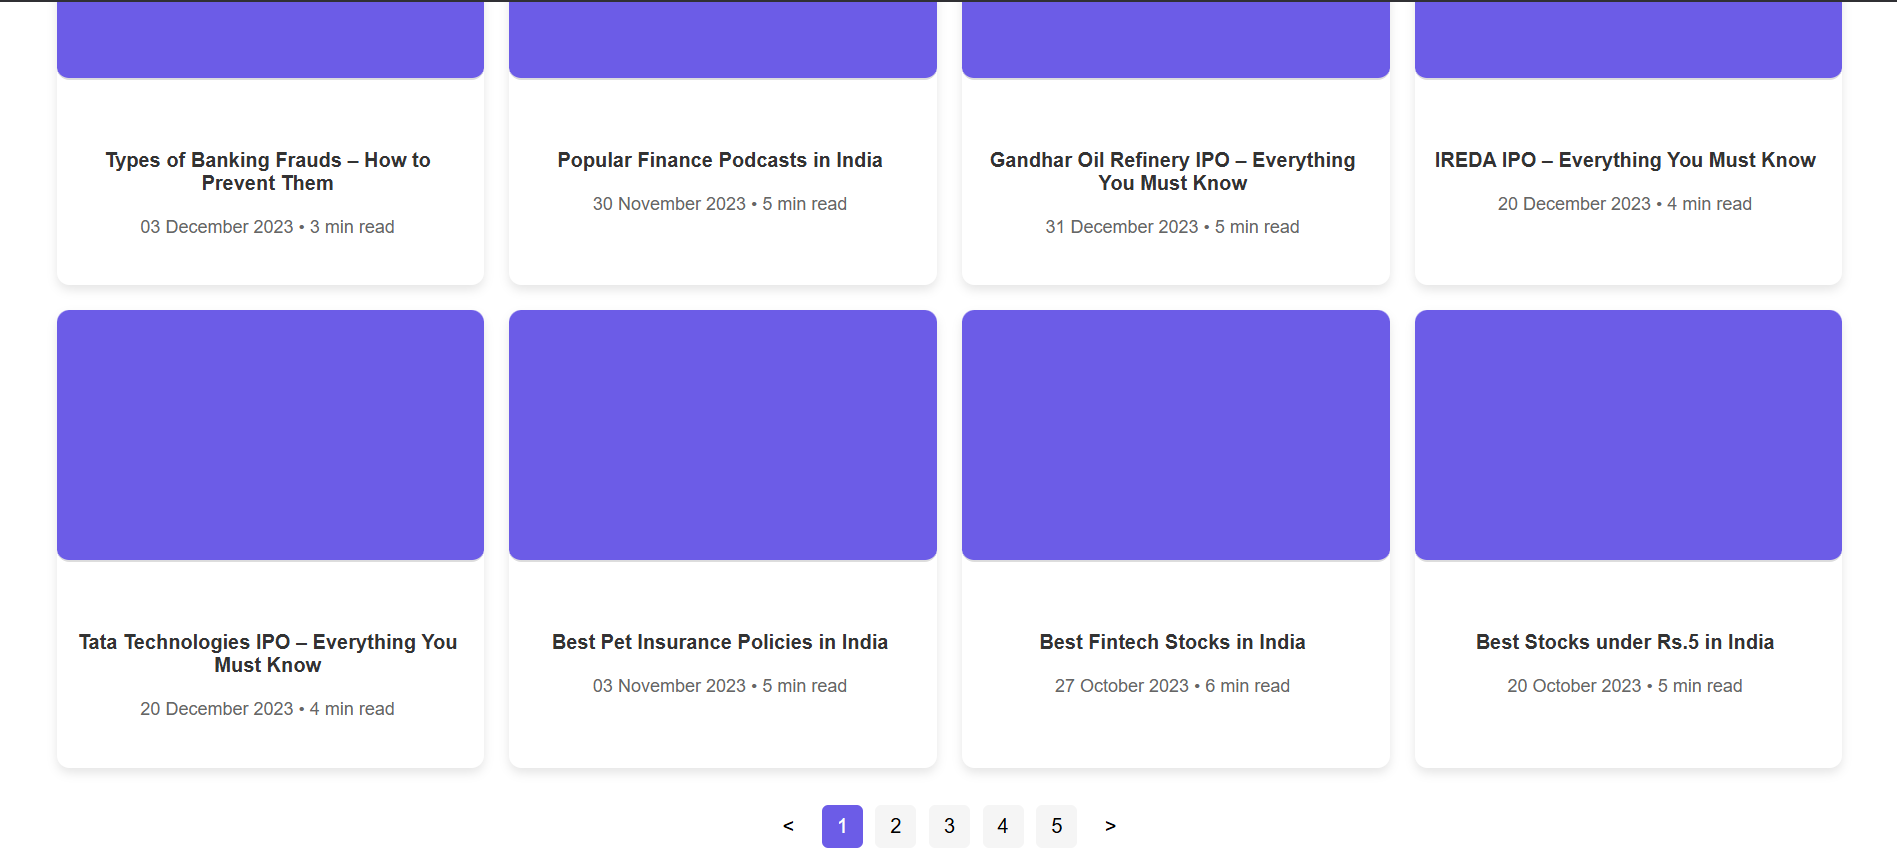 Types of Banking Frauds – How to
Prevent Them
03 December 2023 • 3 min read
Popular Finance Podcasts in India
30 November 2023 • 5 min read
Gandhar Oil Refinery IPO – Everything
You Must Know
31 December 2023 • 5 min read
IREDA IPO – Everything You Must Know
20 December 2023 • 4 min read
Tata Technologies IPO – Everything You
Must Know
20 December 2023 • 4 min read
Best Pet Insurance Policies in India
03 November 2023 • 5 min read
Best Fintech Stocks in India
27 October 2023 • 6 min read
Best Stocks under Rs.5 in India
20 October 2023 • 5 min read
< 1 2 3 4 5 >